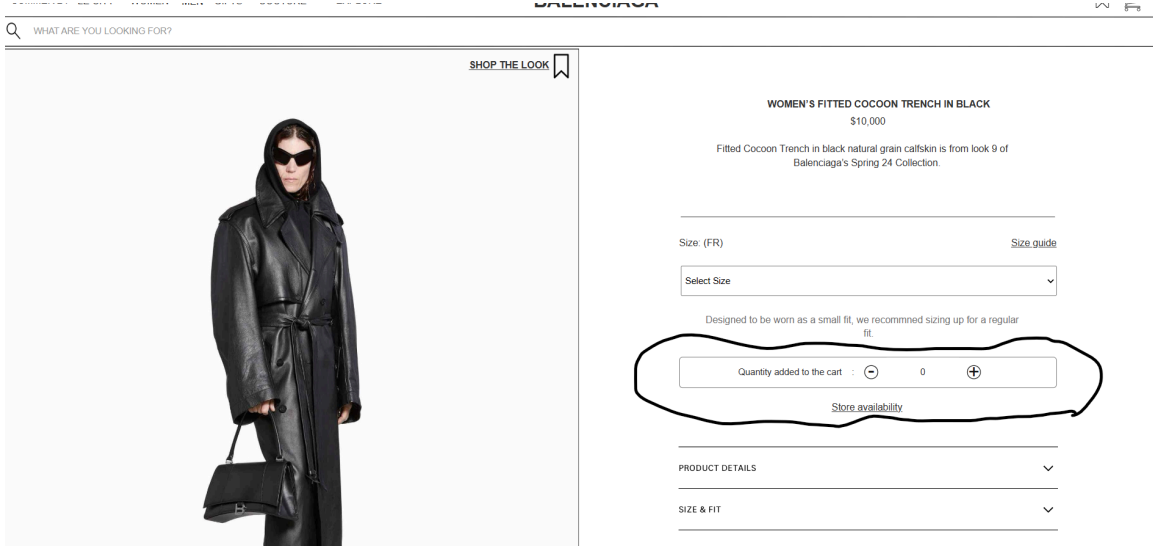 BALENCIAGA
WHAT ARE YOU LOOKING FOR?
SHOP THE LOOK
WOMEN'S FITTED COCOON TRENCH IN BLACK
$10,000
Fitted Cocoon Trench in black natural grain calfskin is from look 9 of
Balenciaga's Spring 24 Collection.
Size: (FR)
Size guide
Select Size
Designed to be worn as a small fit, we recommned sizing up for a regular
fit.
Quantity added to the cart : - 0 +
Store availability
PRODUCT DETAILS
SIZE & FIT
B